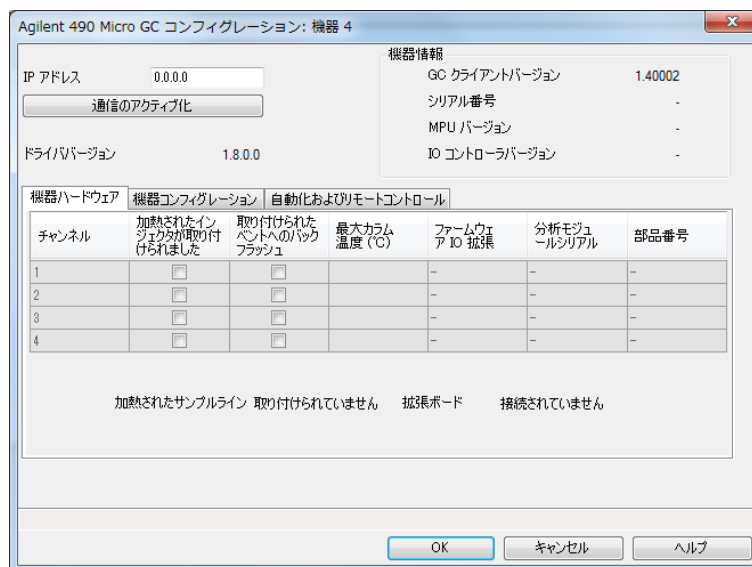 Agilent 490 Micro GC コンフィグレーション: 機器 4
機器情報
IP アドレス 0.0.0.0
GC クライアントバージョン 1.40002
通信のアクティブ化
シリアル番号 -
MPU バージョン -
ドライババージョン 1.8.0.0
IO コントローラバージョン -
機器ハードウェア 機器コンフィグレーション 自動化およびリモートコントロール
チャンネル
加熱されたイン
ジェクタが取り付
けられました
取り付けられた
ベントへのバック
フラッシュ
最大カラム
温度 (℃)
ファームウェ
ア IO 拡張
分析モジュ
ールシリアル
部品番号
1 - - -
2 - - -
3 - - -
4 - - -
加熱されたサンプルライン 取り付けられていません 拡張ボード 接続されていません
OK キャンセル ヘルプ